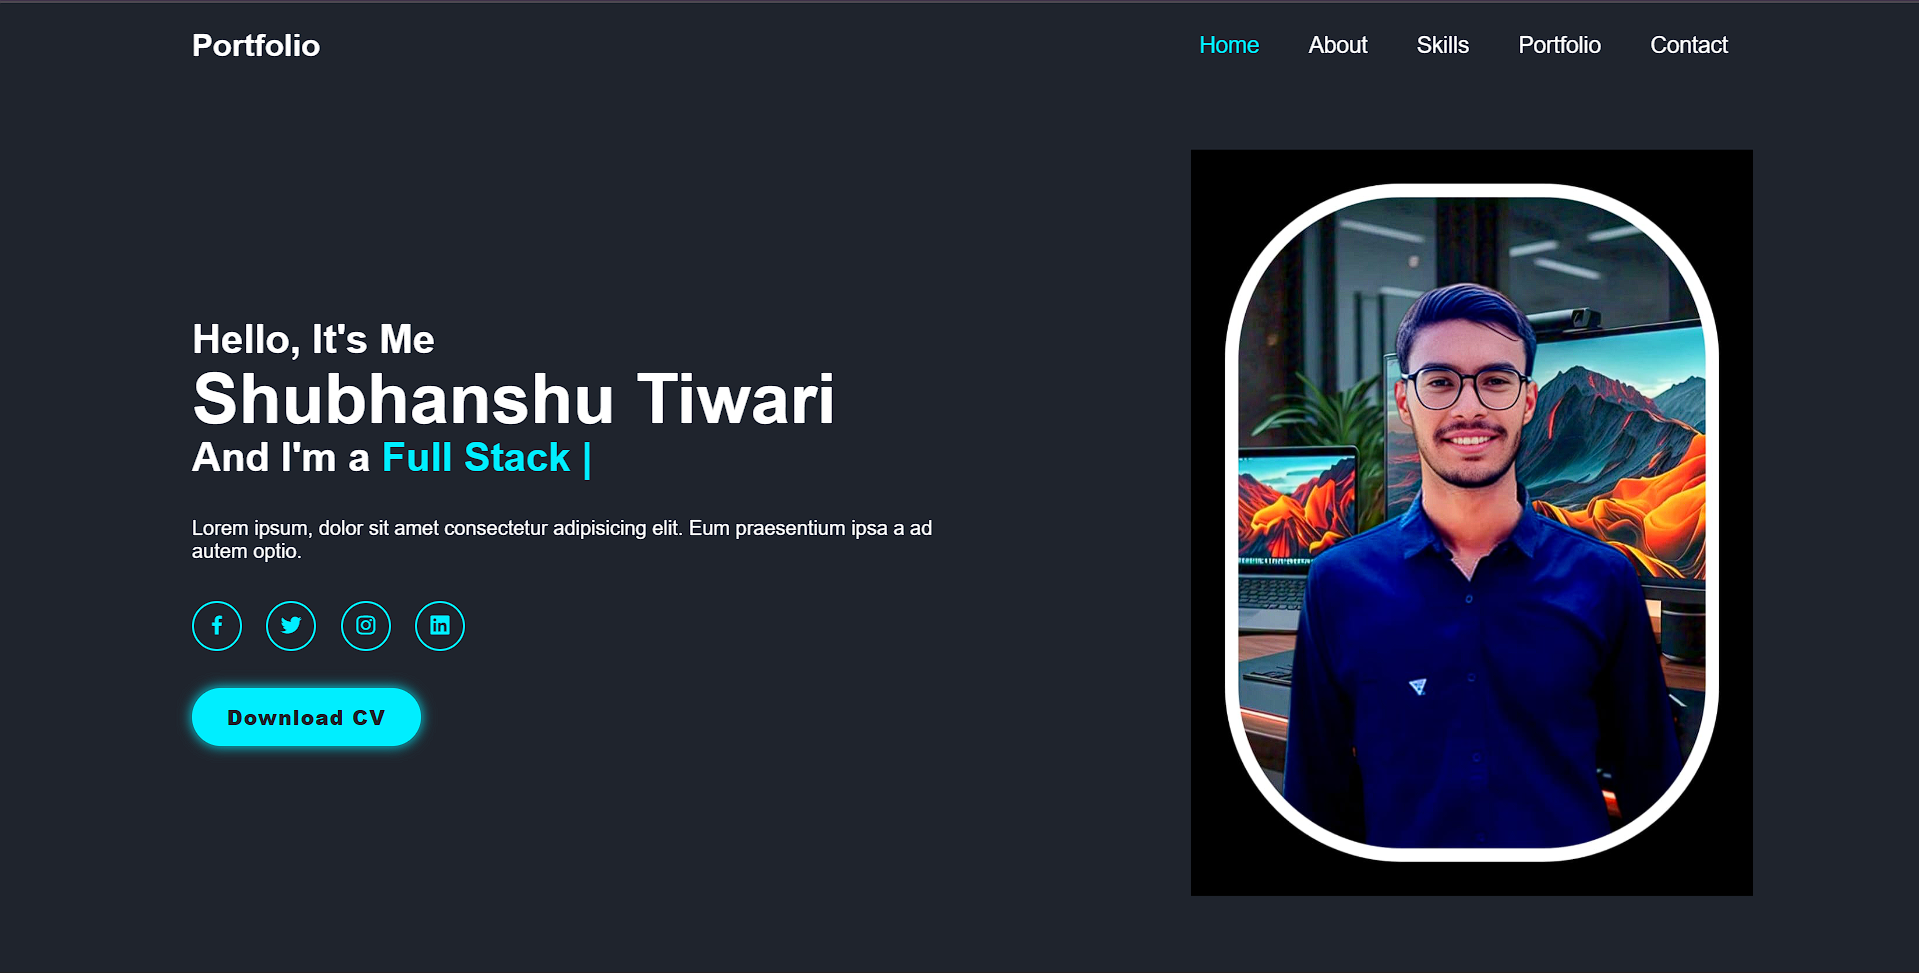 Portfolio
Home About Skills Portfolio Contact
Hello, It's Me
Shubhanshu Tiwari
And I'm a Full Stack |
Lorem ipsum, dolor sit amet consectetur adipisicing elit. Eum praesentium ipsa a ad
autem optio.
Download CV